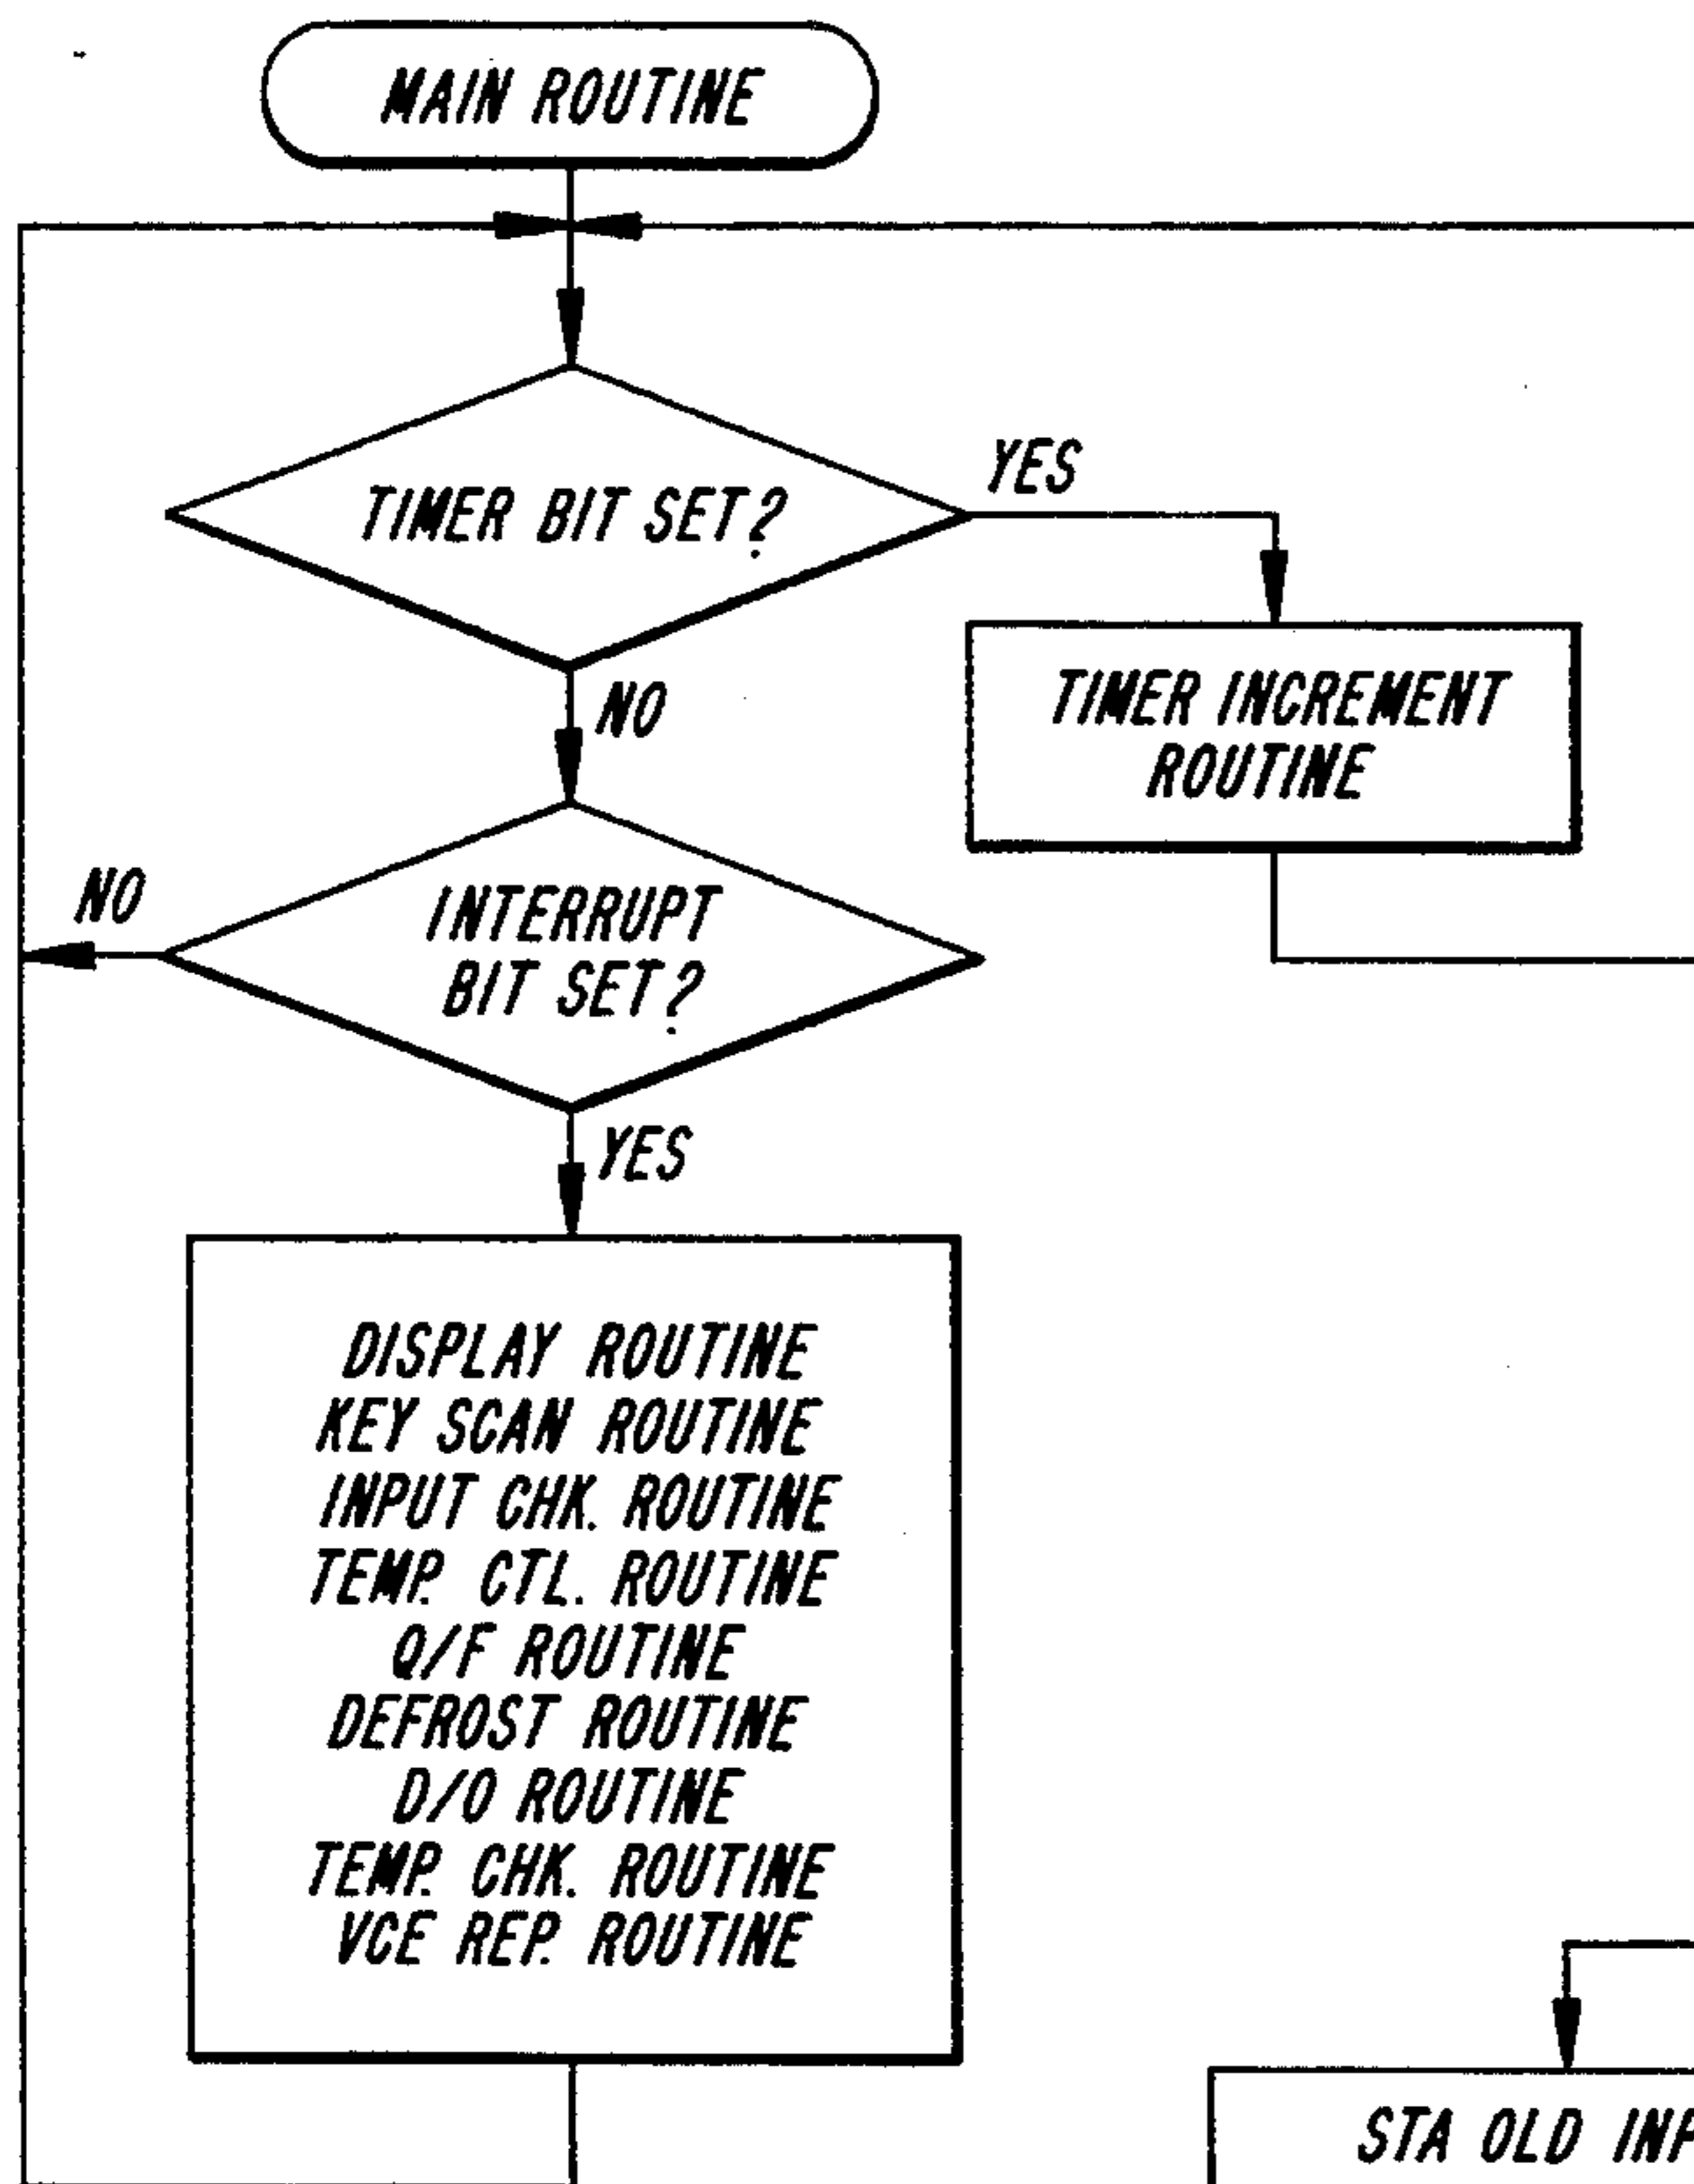 MAIN ROUTINE
TIMER BIT SET?
YES
TIMER INCREMENT
ROUTINE
NO
NO
INTERRUPT
BIT SET?
YES
DISPLAY ROUTINE
KEY SCAN ROUTINE
INPUT CHK. ROUTINE
TEMP. CTL. ROUTINE
Q/F ROUTINE
DEFROST ROUTINE
D/O ROUTINE
TEMP. CHK. ROUTINE
VCE REP. ROUTINE
STA OLD